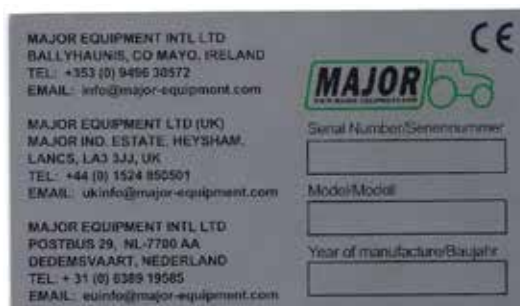 MAJOR EQUIPMENT INTL LTD
BALLYHAUNIS, CO MAYO, IRELAND
TEL: +353 (0) 9496 30572
EMAIL: info@major-equipment.com
MAJOR EQUIPMENT LTD (UK)
MAJOR IND. ESTATE, HEYSHAM,
LANCS, LA3 3JJ, UK
TEL: +44 (0) 1524 850501
EMAIL: ukinfo@major-equipment.com
MAJOR EQUIPMENT INTL LTD
POSTBUS 29, NL-7700 AA
DEDEMSVAART, NEDERLAND
TEL: + 31 (0) 6389 19585
EMAIL: euinfo@major-equipment.com
CE
MAJOR
Serial Number/Seriennummer
Model/Modell
Year of manufacture/Baujahr